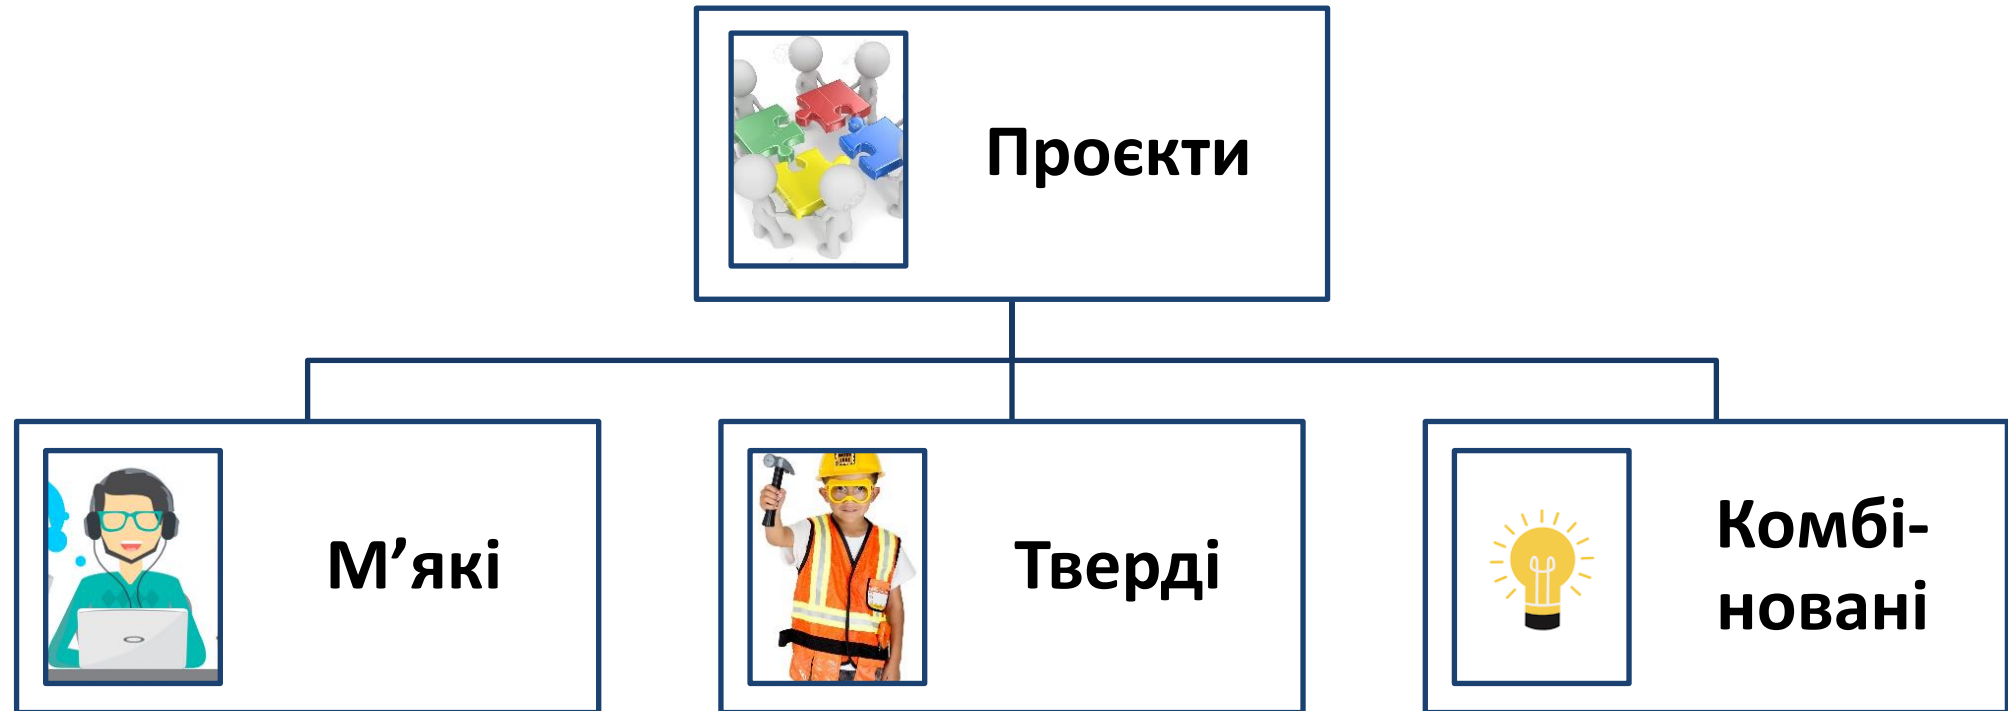 Проєкти
М’які
Тверді
Комбі-
новані